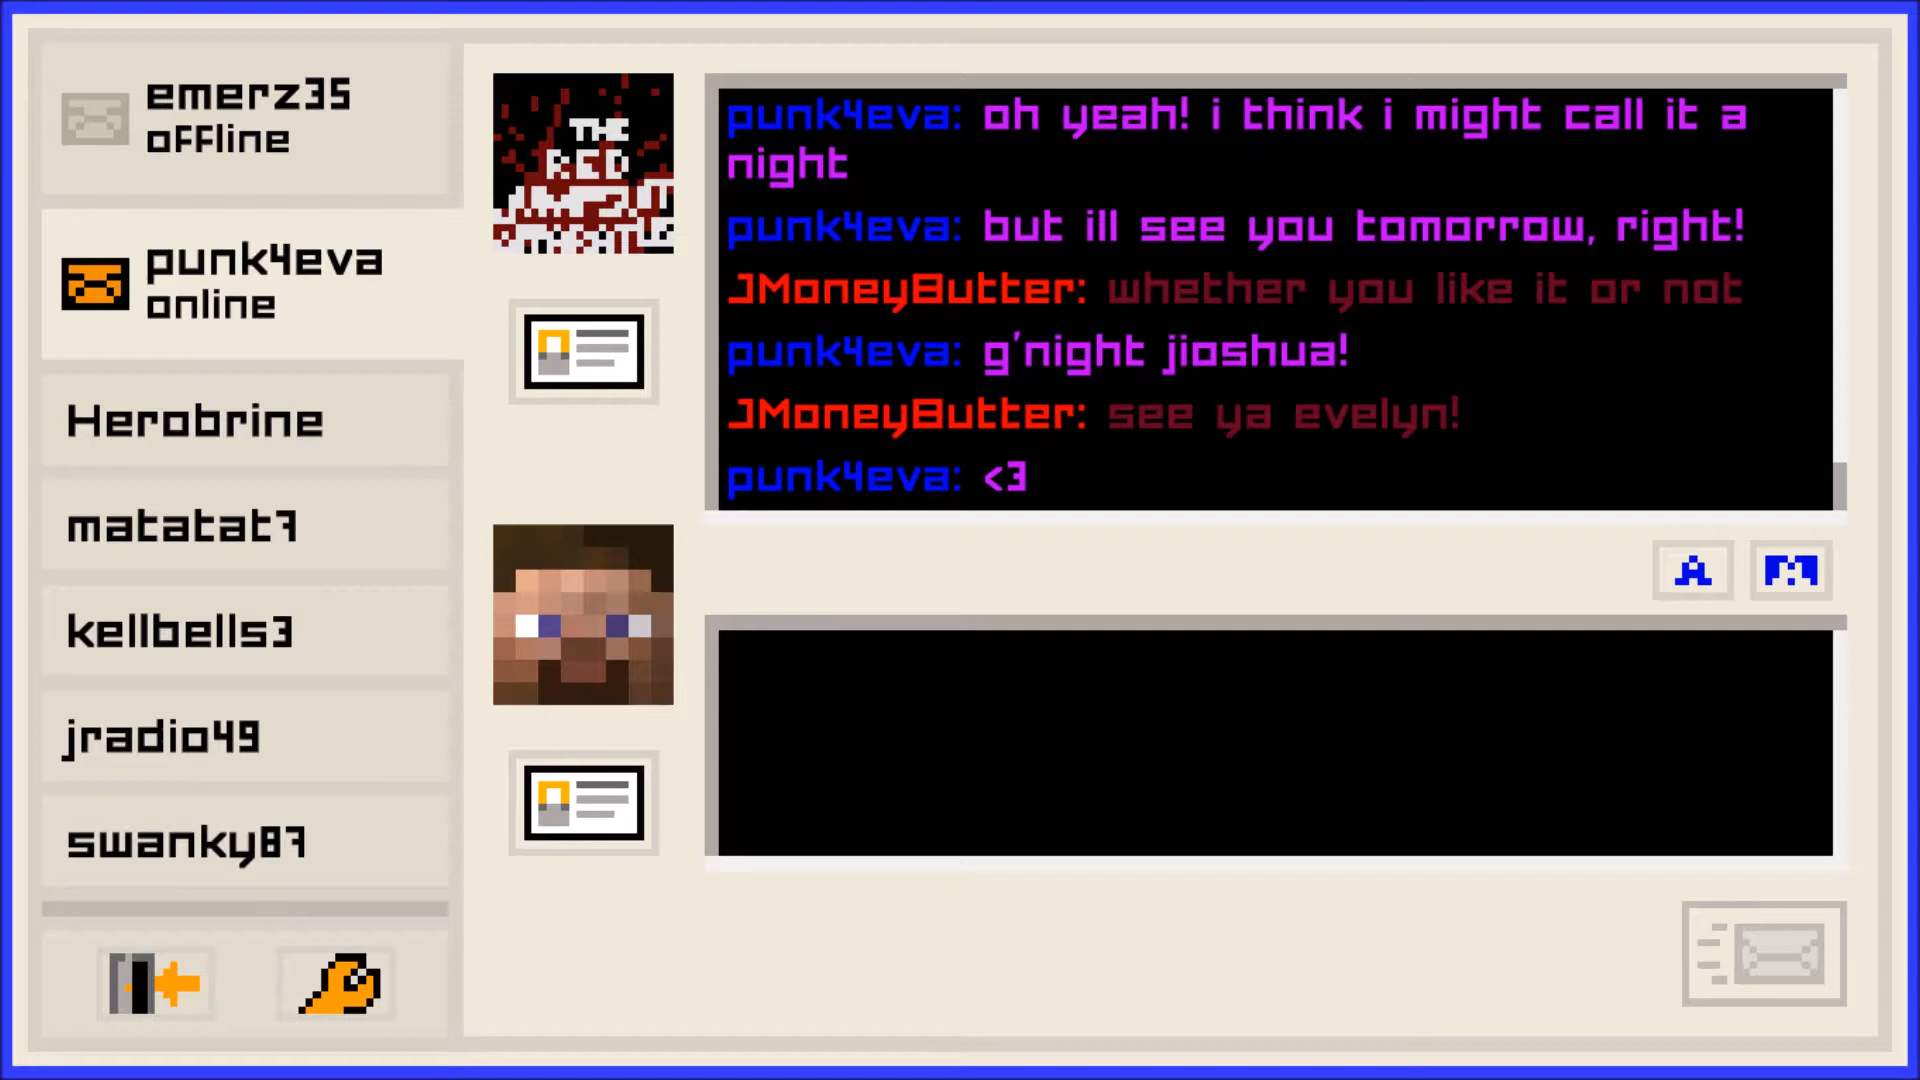 emerz35
offline
punk4eva
online
Herobrine
matatat7
kellbells3
jradio49
swanky87
THE
RED
punk4eva: oh yeah! i think i might call it a
night
punk4eva: but ill see you tomorrow, right!
JMoneyButter: whether you like it or not
punk4eva: g'night jioshua!
JMoneyButter: see ya evelyn!
punk4eva: <3
A